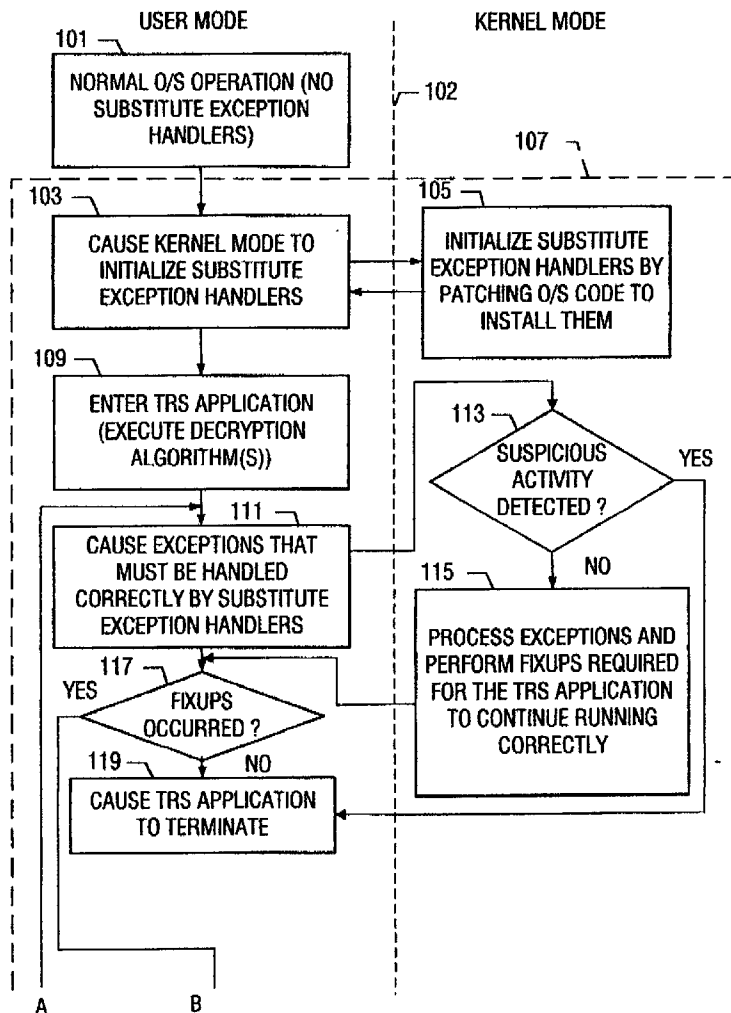 USER MODE
KERNEL MODE
101
NORMAL O/S OPERATION (NO
SUBSTITUTE EXCEPTION
HANDLERS)
102
107
103
CAUSE KERNEL MODE TO
INITIALIZE SUBSTITUTE
EXCEPTION HANDLERS
105
INITIALIZE SUBSTITUTE
EXCEPTION HANDLERS BY
PATCHING O/S CODE TO
INSTALL THEM
109
ENTER TRS APPLICATION
(EXECUTE DECRYPTION
ALGORITHM(S))
113
SUSPICIOUS
ACTIVITY
DETECTED ?
YES
NO
111
CAUSE EXCEPTIONS THAT
MUST BE HANDLED
CORRECTLY BY SUBSTITUTE
EXCEPTION HANDLERS
115
PROCESS EXCEPTIONS AND
PERFORM FIXUPS REQUIRED
FOR THE TRS APPLICATION
TO CONTINUE RUNNING
CORRECTLY
117
YES
FIXUPS
OCCURRED ?
NO
119
CAUSE TRS APPLICATION
TO TERMINATE
A
B